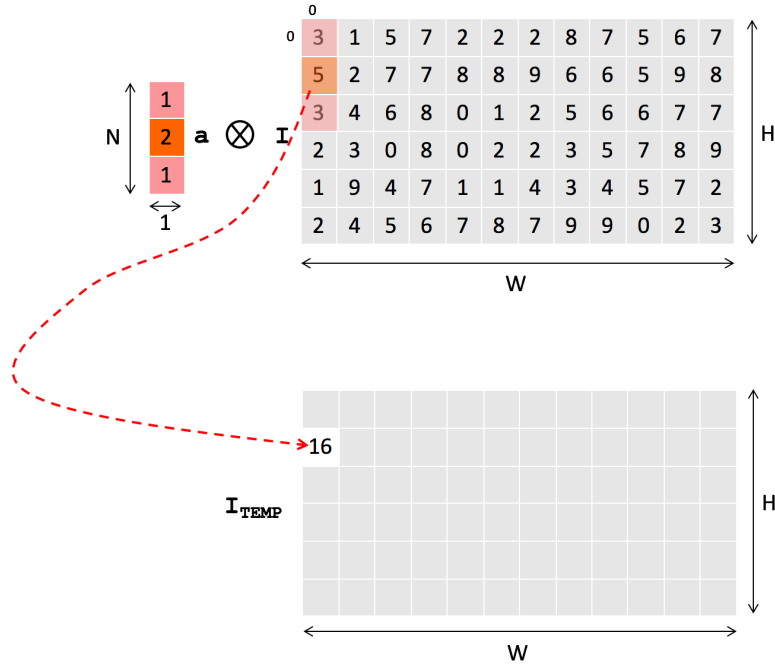 0
0 3 1 5 7 2 2 2 8 7 5 6 7
5 2 7 7 8 8 9 6 6 5 9 8
3 4 6 8 0 1 2 5 6 6 7 7
2 3 0 8 0 2 2 3 5 7 8 9
1 9 4 7 1 1 4 3 4 5 7 2
2 4 5 6 7 8 7 9 9 0 2 3
H
W
N
1
2
1
1
a ⊗ I
16
I TEMP
H
W